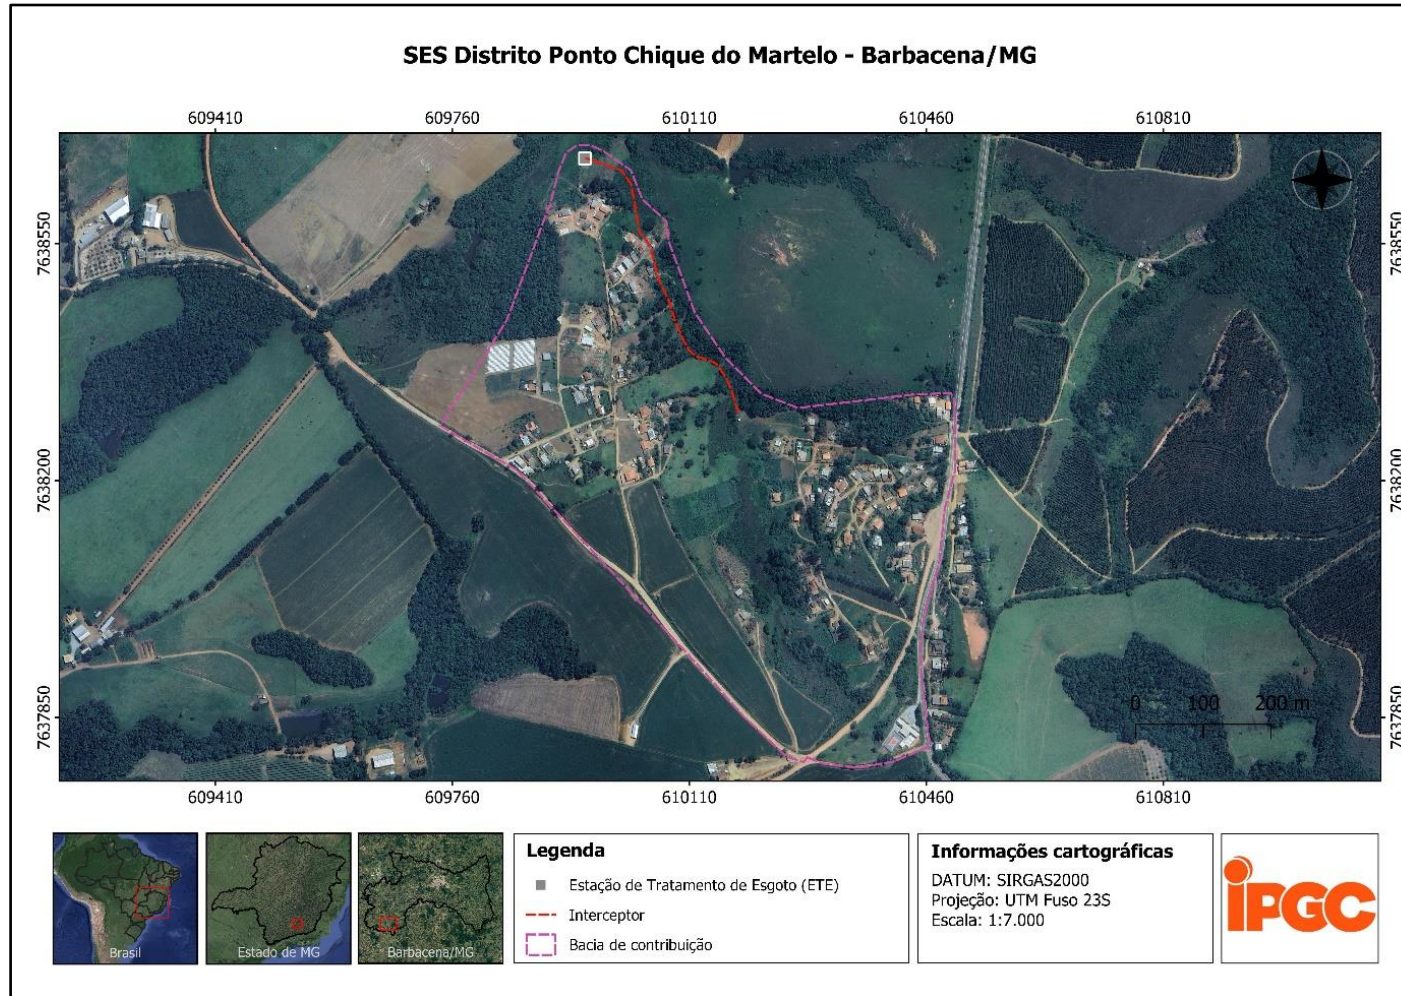 SES Distrito Ponto Chique do Martelo - Barbacena/MG
609410 609760 610110 610460 610810
7638550 7638550
7638200 7638200
7637850 7637850
0 100 200 m
609410 609760 610110 610460 610810
Brasil
Estado de MG
Barbacena/MG
Legenda
Estação de Tratamento de Esgoto (ETE)
Interceptor
Bacia de contribuição
Informações cartográficas
DATUM: SIRGAS2000
Projeção: UTM Fuso 23S
Escala: 1:7.000
iPGC